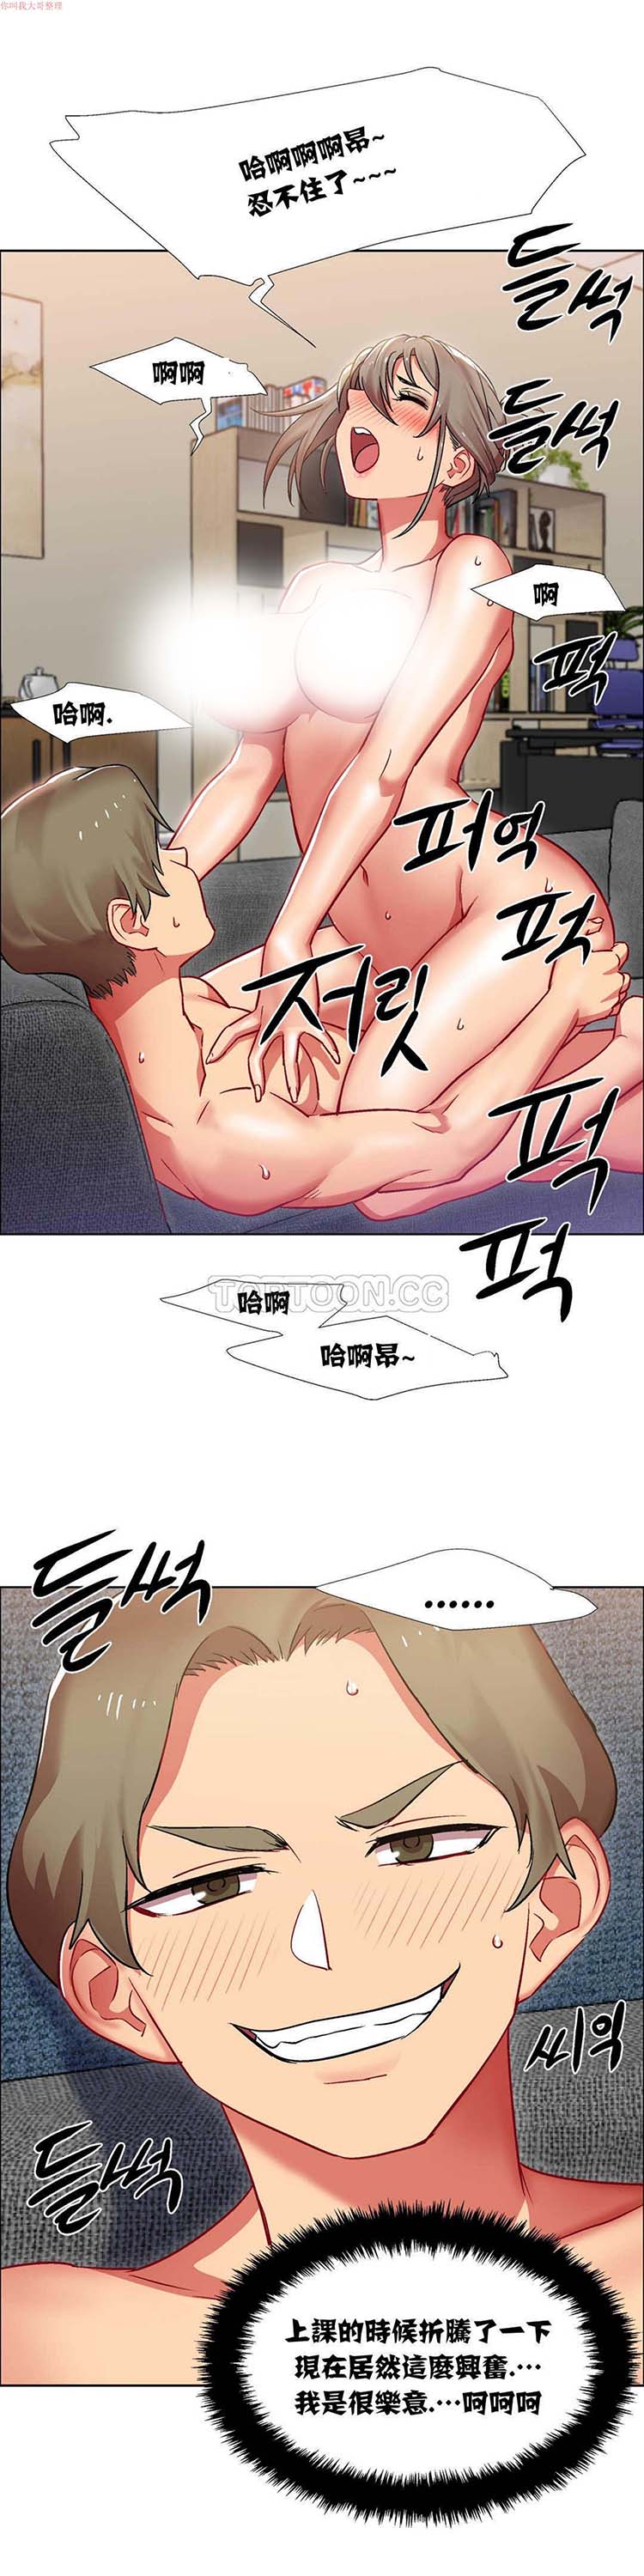 你叫我大哥整理
哈啊啊啊昂~
忍不住了~~~
들썩
啊啊
들썩
啊
퍽
哈啊.
퍼억
퍽
저릿
퍽
퍽
TOPTOON.CC
哈啊
哈啊昂~
들썩
......
씨익
들썩
上課的時候折騰了一下
現在居然這麼興奮.…
我是很樂意.…呵呵呵